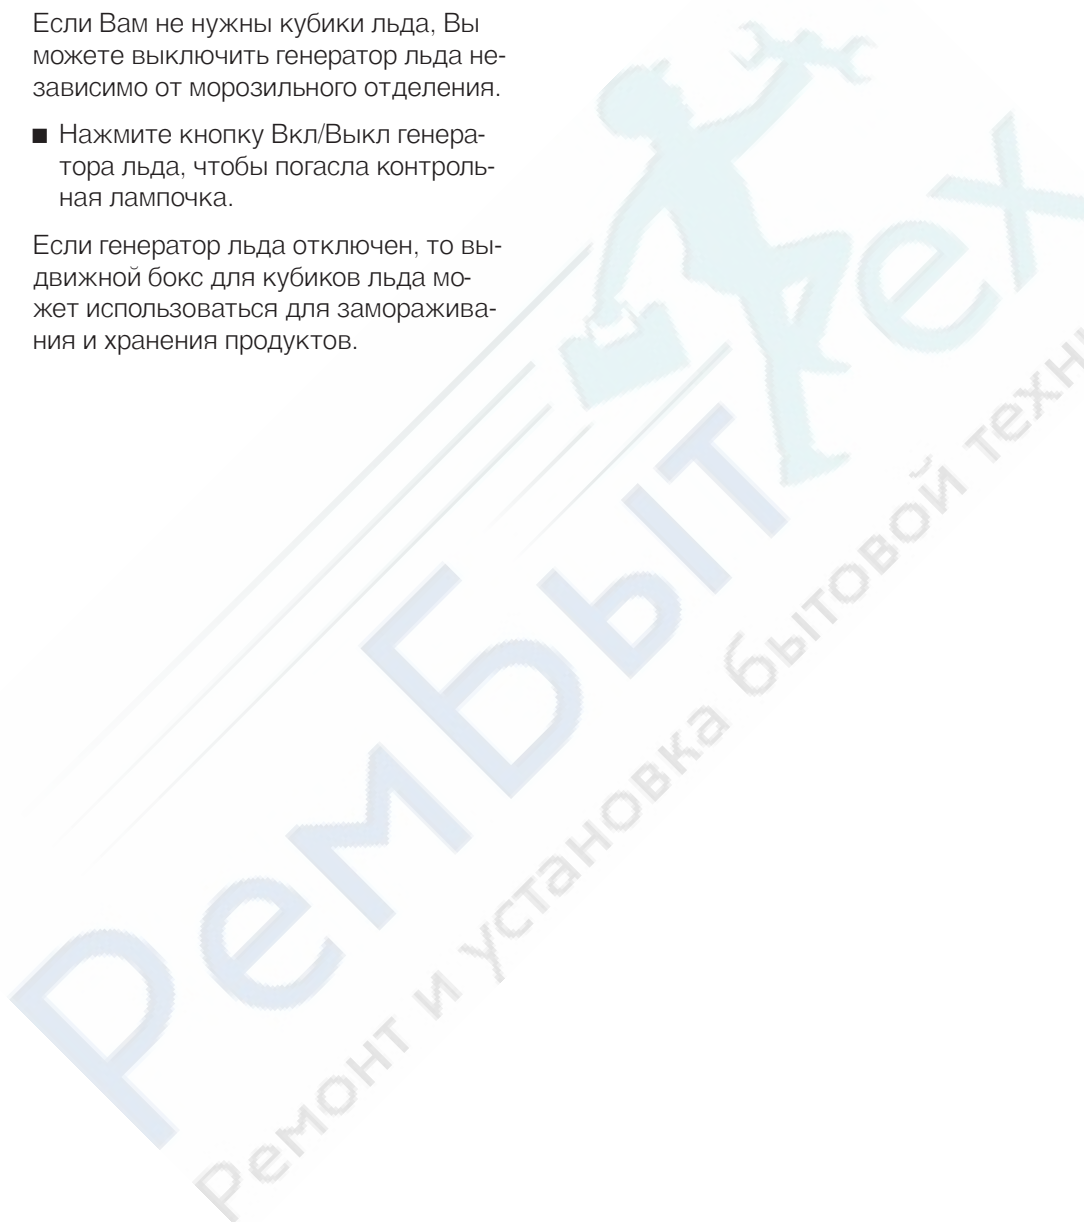 Если Вам не нужны кубики льда, Вы
можете выключить генератор льда не-
зависимо от морозильного отделения.
■ Нажмите кнопку Вкл/Выкл генера-
тора льда, чтобы погасла контроль-
ная лампочка.
Если генератор льда отключен, то вы-
движной бокс для кубиков льда мо-
жет использоваться для заморажива-
ния и хранения продуктов.
РемБытТех
Ремонт и установка бытовой техни